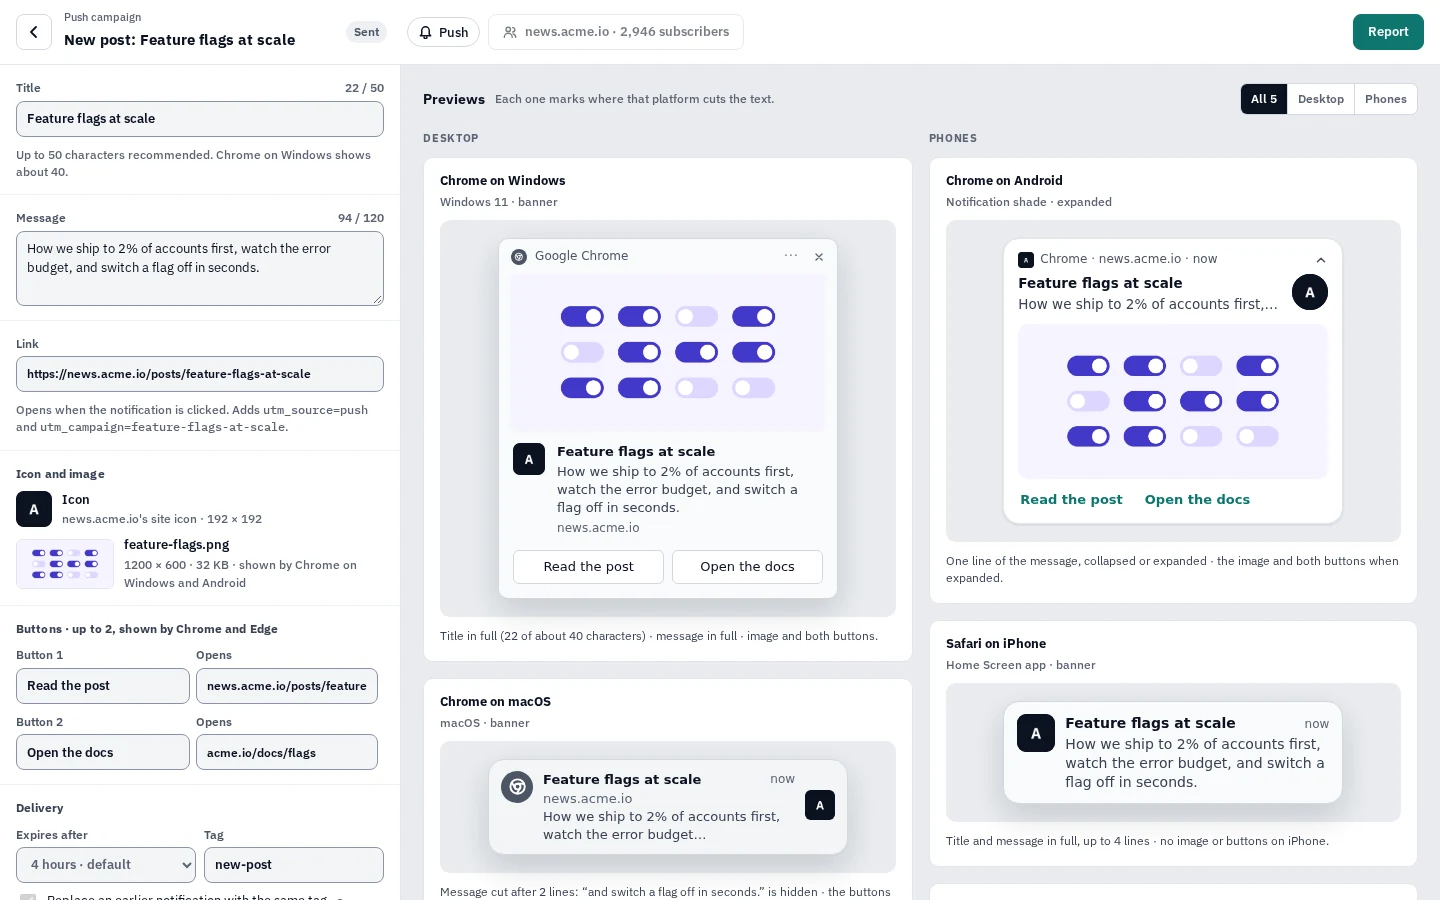 Push campaign
New post: Feature flags at scale
Sent
Push
news.acme.io · 2,946 subscribers
Report
Title
22 / 50
Feature flags at scale
Up to 50 characters recommended. Chrome on Windows shows
about 40.
Message
94 / 120
How we ship to 2% of accounts first, watch the error
budget, and switch a flag off in seconds.
Link
https://news.acme.io/posts/feature-flags-at-scale
Opens when the notification is clicked. Adds utm_source=push
and utm_campaign=feature-flags-at-scale.
Icon and image
A
Icon
news.acme.io's site icon · 192 × 192
feature-flags.png
1200 × 600 · 32 KB · shown by Chrome on
Windows and Android
Buttons · up to 2, shown by Chrome and Edge
Button 1
Opens
Read the post
news.acme.io/posts/feature
Button 2
Opens
Open the docs
acme.io/docs/flags
Delivery
Expires after
Tag
4 hours · default
new-post
Replace an earlier notification with the same tag
Previews
Each one marks where that platform cuts the text.
All 5
Desktop
Phones
DESKTOP
Chrome on Windows
Windows 11 · banner
Google Chrome
A
Feature flags at scale
How we ship to 2% of accounts first,
watch the error budget, and switch a
flag off in seconds.
news.acme.io
Read the post
Open the docs
Title in full (22 of about 40 characters) · message in full · image and both buttons.
Chrome on macOS
macOS · banner
Feature flags at scale
now
news.acme.io
How we ship to 2% of accounts first,
watch the error budget…
A
Message cut after 2 lines: “and switch a flag off in seconds.” is hidden · the buttons
PHONES
Chrome on Android
Notification shade · expanded
A
Chrome · news.acme.io · now
Feature flags at scale
How we ship to 2% of accounts first,…
A
Read the post
Open the docs
One line of the message, collapsed or expanded · the image and both buttons when
expanded.
Safari on iPhone
Home Screen app · banner
A
Feature flags at scale
now
How we ship to 2% of accounts first,
watch the error budget, and switch a
flag off in seconds.
Title and message in full, up to 4 lines · no image or buttons on iPhone.